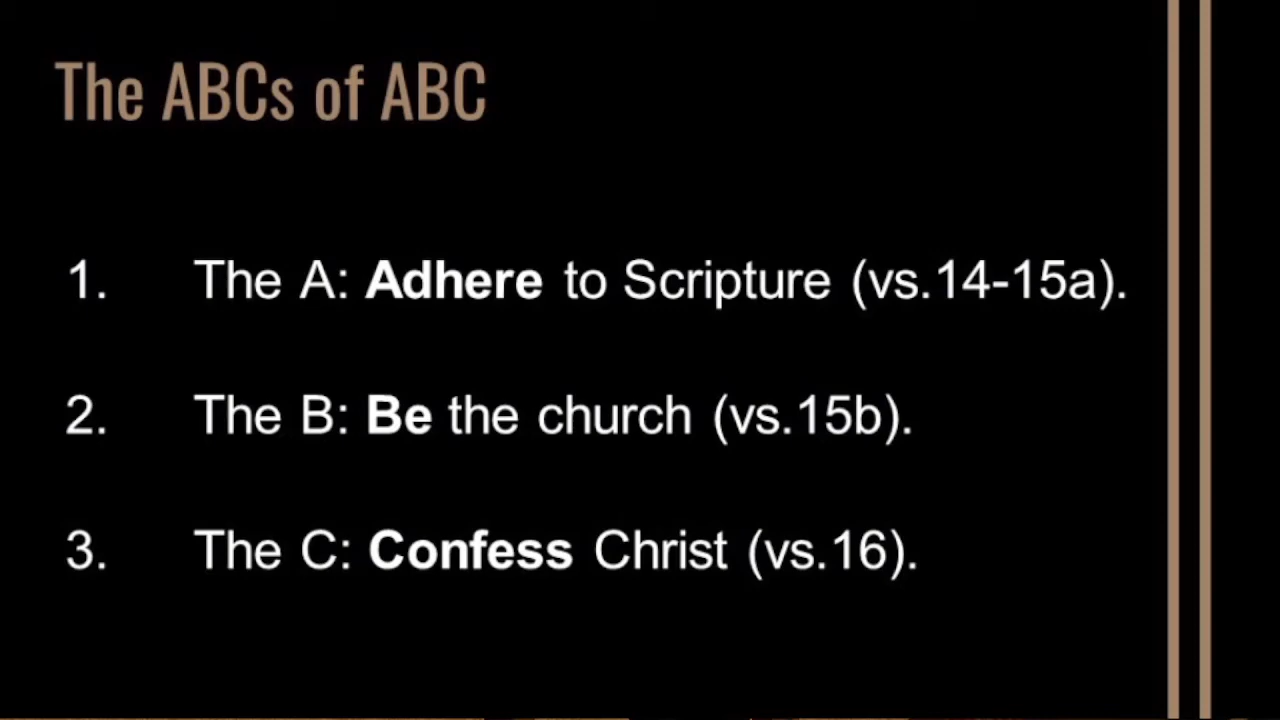 The ABCs of ABC
1. The A: Adhere to Scripture (vs.14-15a).
2. The B: Be the church (vs.15b).
3. The C: Confess Christ (vs.16).